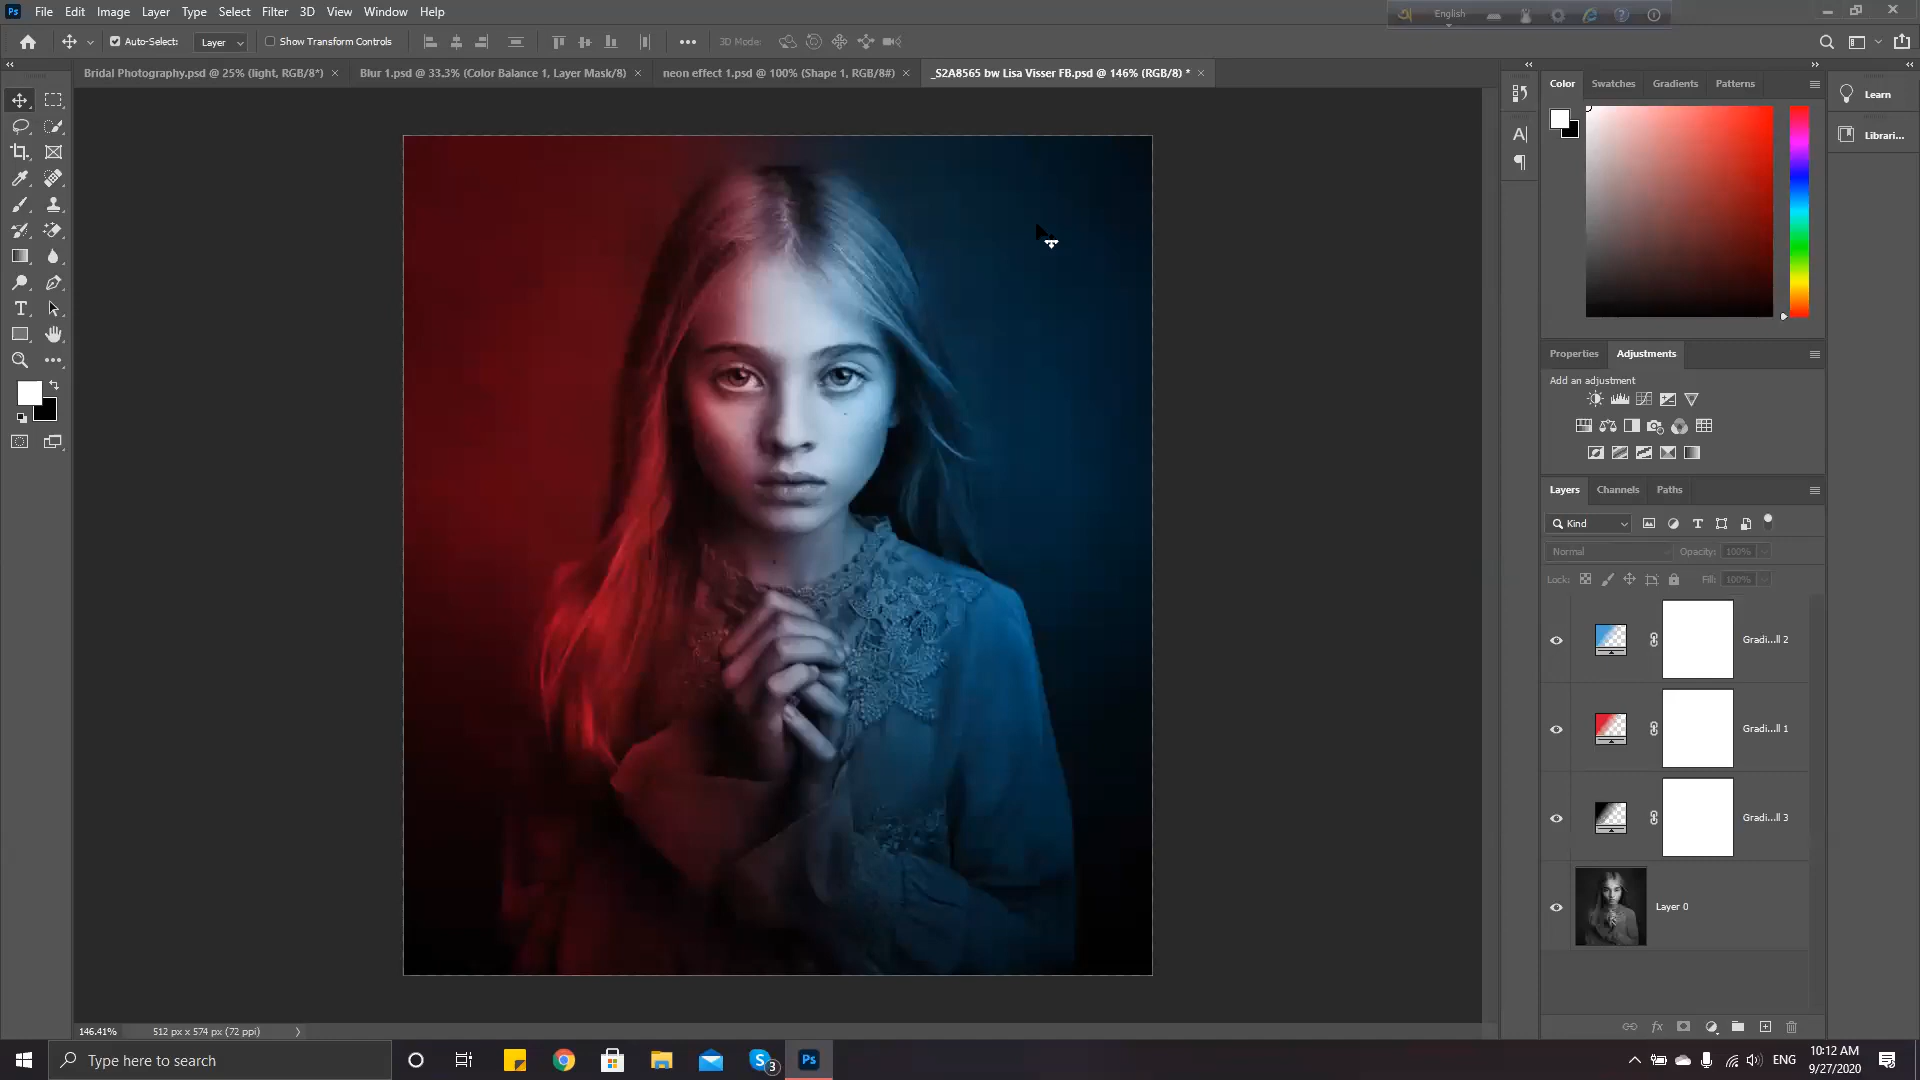 Ps File Edit Image Layer Type Select Filter 3D View Window Help
English
Auto-Select: Layer Show Transform Controls 3D Mode:
Bridal Photography.psd @ 25% (light, RGB/8*) × Blur 1.psd @ 33.3% (Color Balance 1, Layer Mask/8) × neon effect 1.psd @ 100% (Shape 1, RGB/8#) × _S2A8565 bw Lisa Visser FB.psd @ 146% (RGB/8) * ×
Color Swatches Gradients Patterns
Learn
Librari...
Properties Adjustments
Add an adjustment
Layers Channels Paths
Kind
Normal Opacity: 100%
Lock: Fill: 100%
Gradi...ll 2
Gradi...ll 1
Gradi...ll 3
Layer 0
146.41% 512 px x 574 px (72 ppi)
Type here to search
S 3 Ps
ENG
10:12 AM
9/27/2020